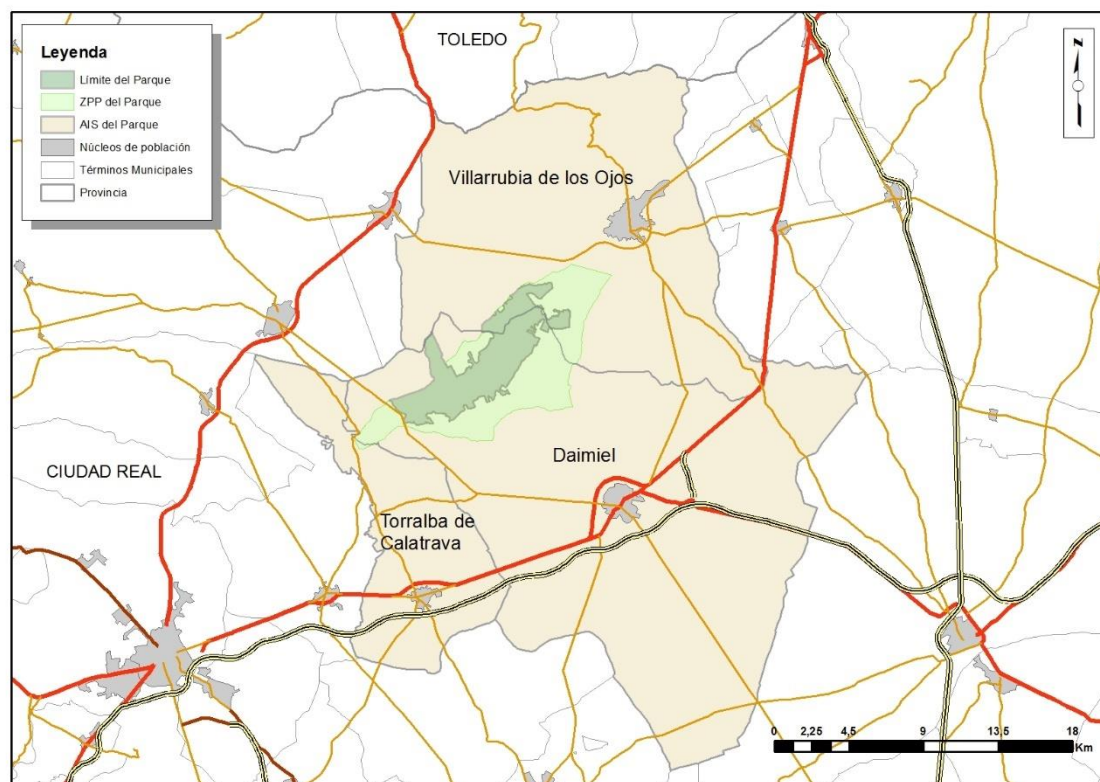 Leyenda
Límite del Parque
ZPP del Parque
AIS del Parque
Núcleos de población
Términos Municipales
Provincia
TOLEDO
N
Villarrubia de los Ojos
CIUDAD REAL
Daimiel
Torralba de
Calatrava
0 2,25 4,5 9 13,5 18
Km